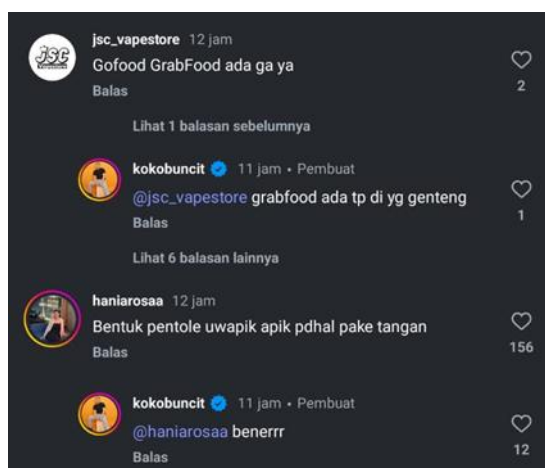 jsc_vapestore 12 jam
Gofood GrabFood ada ga ya
2
Balas
Lihat 1 balasan sebelumnya
kokobuncit 11 jam • Pembuat
@jsc_vapestore grabfood ada tp di yg genteng
1
Balas
Lihat 6 balasan lainnya
haniarosaa 12 jam
Bentuk pentole uwapik apik pdhal pake tangan
156
Balas
kokobuncit 11 jam • Pembuat
@haniarosaa benerrr
12
Balas